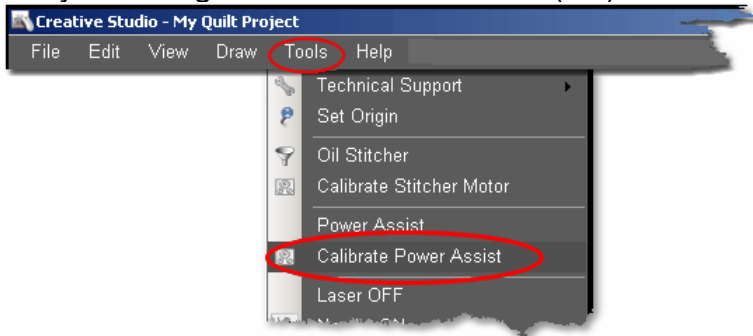 Creative Studio - My Quilt Project
File Edit View Draw Tools Help
Technical Support
Set Origin
Oil Stitcher
Calibrate Stitcher Motor
Power Assist
Calibrate Power Assist
Laser OFF